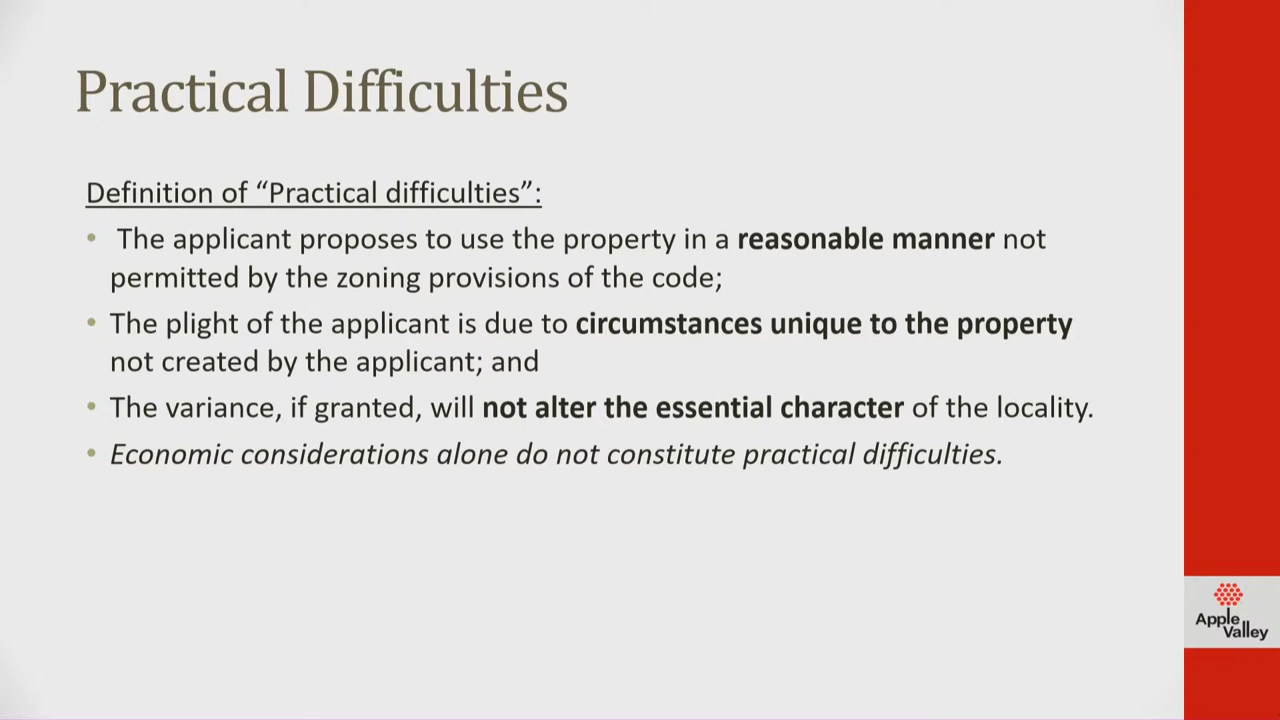 Practical Difficulties
Definition of “Practical difficulties”:
• The applicant proposes to use the property in a reasonable manner not
permitted by the zoning provisions of the code;
• The plight of the applicant is due to circumstances unique to the property
not created by the applicant; and
• The variance, if granted, will not alter the essential character of the locality.
• Economic considerations alone do not constitute practical difficulties.
Apple
Valley